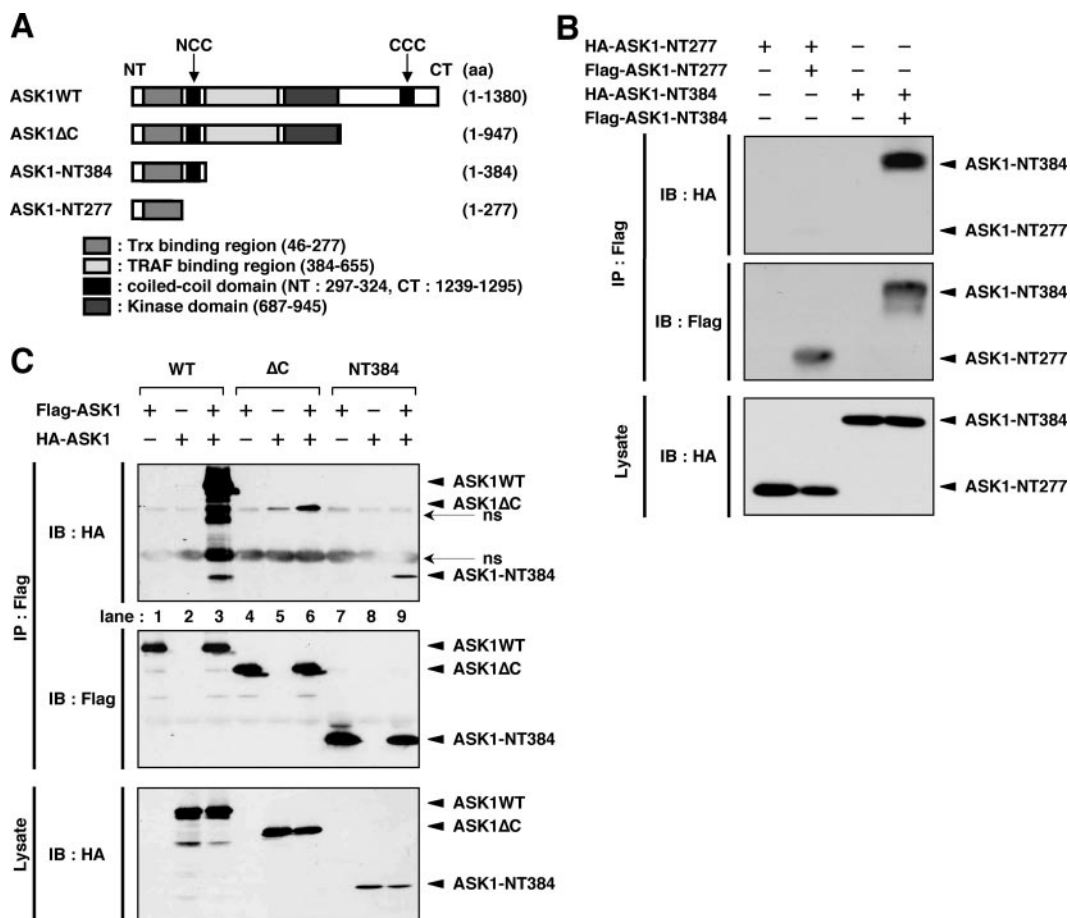 A
NCC CCC
NT CT (aa)
ASK1WT (1-1380)
ASK1ΔC (1-947)
ASK1-NT384 (1-384)
ASK1-NT277 (1-277)
: Trx binding region (46-277)
: TRAF binding region (384-655)
: coiled-coil domain (NT : 297-324, CT : 1239-1295)
: Kinase domain (687-945)
B
HA-ASK1-NT277 + + − −
Flag-ASK1-NT277 − + − −
HA-ASK1-NT384 − − + +
Flag-ASK1-NT384 − − − +
IP : Flag
IB : HA
ASK1-NT384
ASK1-NT277
IB : Flag
ASK1-NT384
ASK1-NT277
Lysate
IB : HA
ASK1-NT384
ASK1-NT277
C
WT ΔC NT384
Flag-ASK1 + − + + − + + − +
HA-ASK1 − + + − + + − + +
IP : Flag
IB : HA
ASK1WT
ASK1ΔC
ns
ns
ASK1-NT384
lane : 1 2 3 4 5 6 7 8 9
IB : Flag
ASK1WT
ASK1ΔC
ASK1-NT384
Lysate
IB : HA
ASK1WT
ASK1ΔC
ASK1-NT384